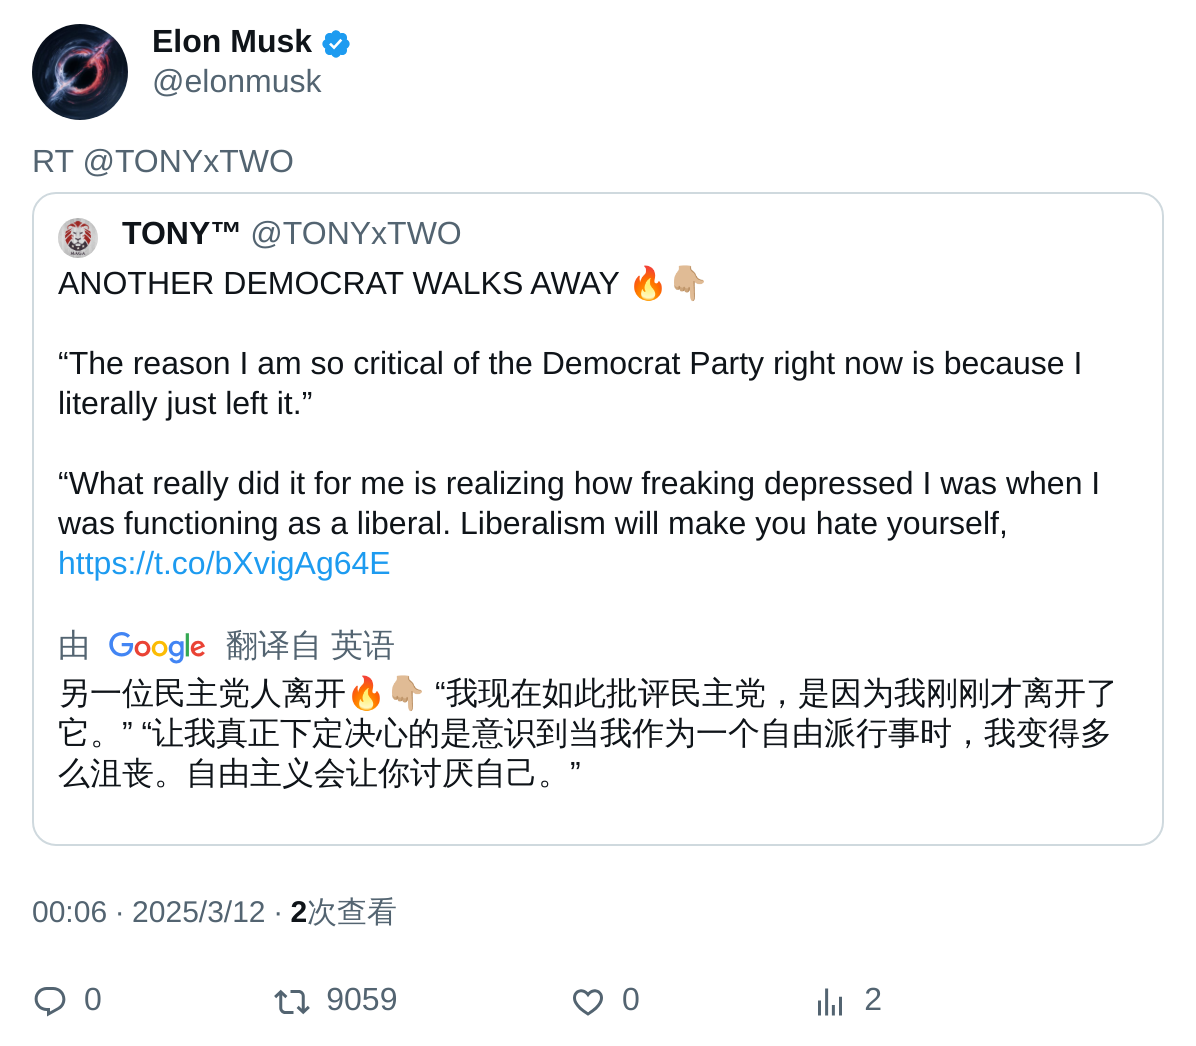 Elon Musk
@elonmusk
RT @TONYxTWO
TONY™ @TONYxTWO
ANOTHER DEMOCRAT WALKS AWAY 🔥👇🏼
“The reason I am so critical of the Democrat Party right now is because I
literally just left it.”
“What really did it for me is realizing how freaking depressed I was when I
was functioning as a liberal. Liberalism will make you hate yourself,
https://t.co/bXvigAg64E
由 Google 翻译自 英语
另一位民主党人离开🔥👇🏼 “我现在如此批评民主党，是因为我刚刚才离开了
它。” “让我真正下定决心的是意识到当我作为一个自由派行事时，我变得多
么沮丧。自由主义会让你讨厌自己。”
00:06 · 2025/3/12 · 2次查看
0 9059 0 2